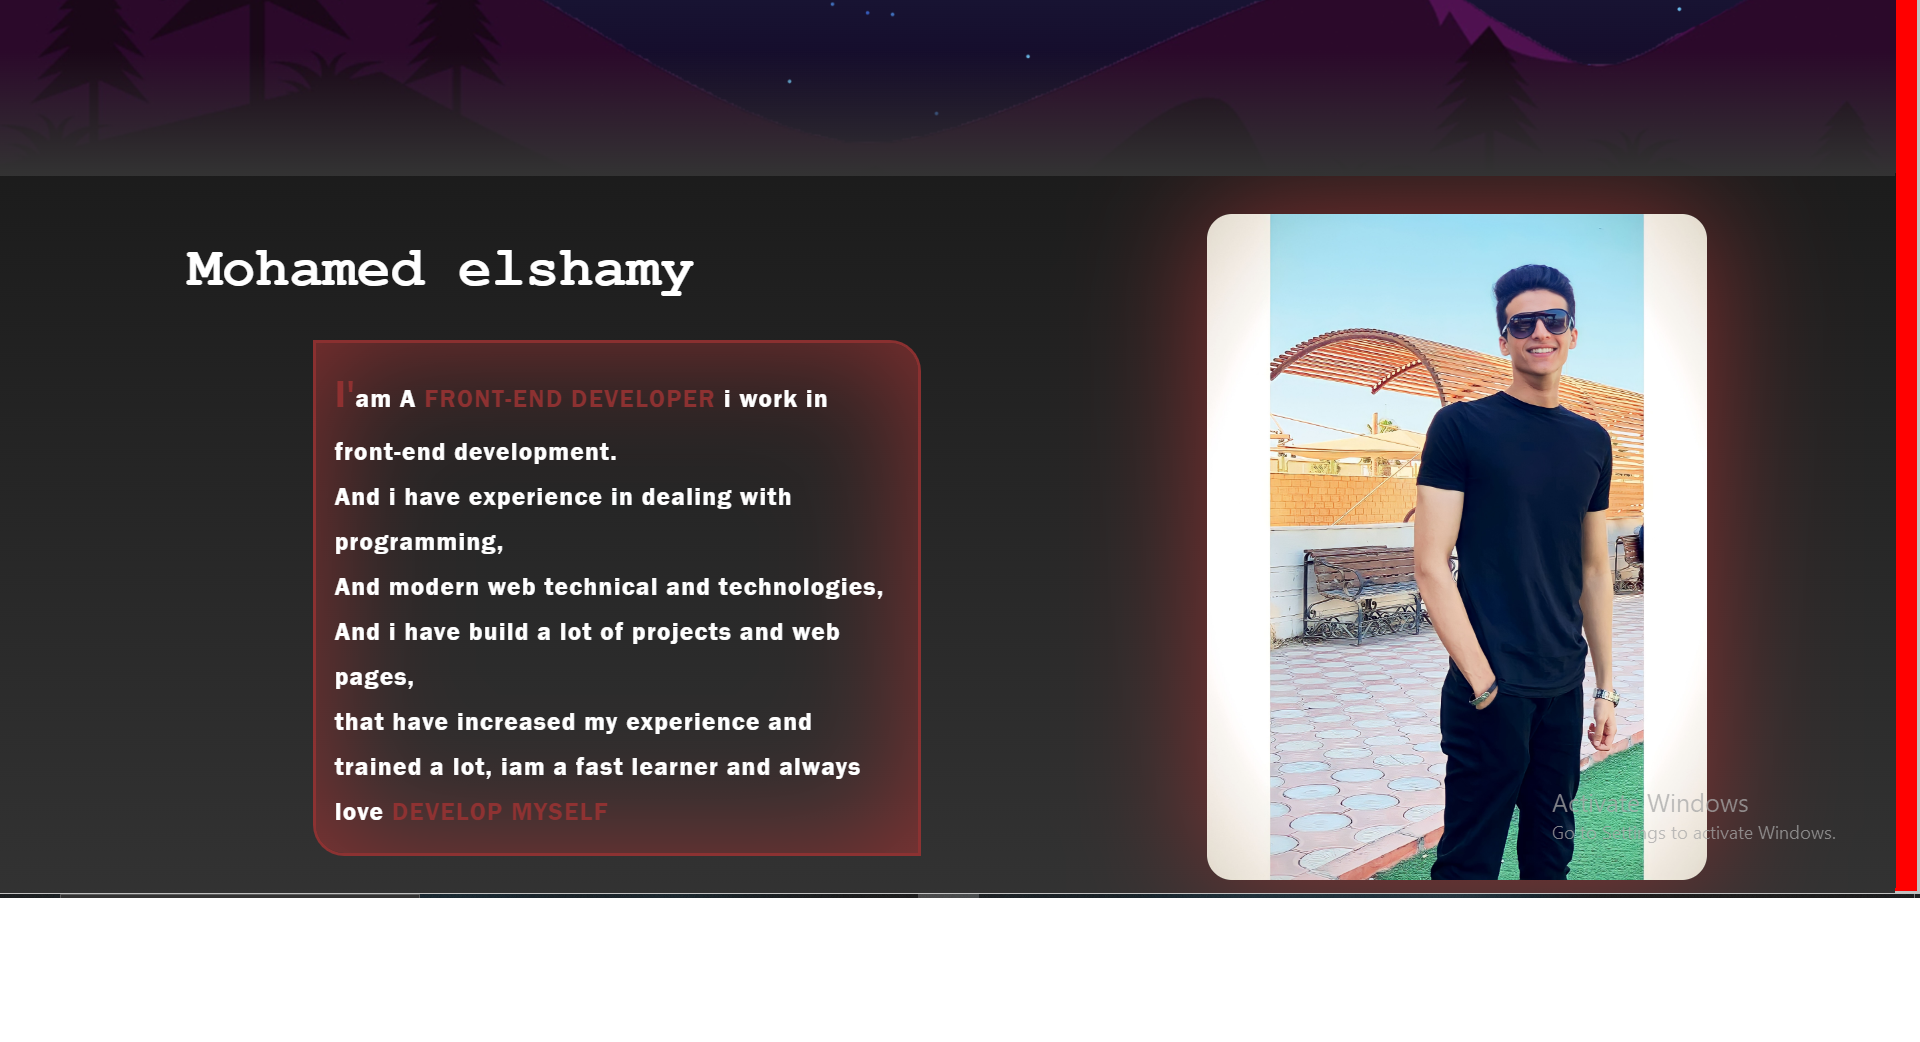 Mohamed elshamy
I'am A FRONT-END DEVELOPER i work in
front-end development.
And i have experience in dealing with
programming,
And modern web technical and technologies,
And i have build a lot of projects and web
pages,
that have increased my experience and
trained a lot, iam a fast learner and always
love DEVELOP MYSELF
Activate Windows
Go to Settings to activate Windows.